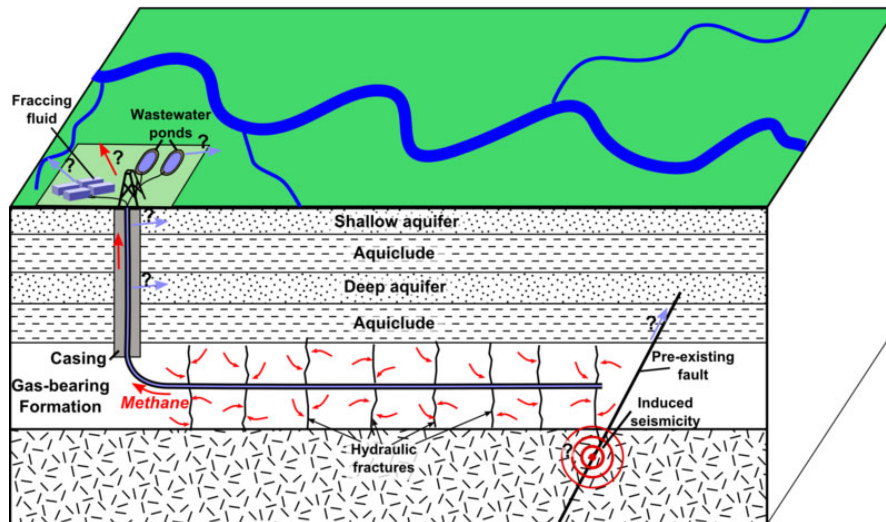 Fraccing
fluid
Wastewater
ponds
?
?
?
?
?
Shallow aquifer
Aquiclude
?
Deep aquifer
Aquiclude
?
Casing
Pre-existing
fault
Gas-bearing
Formation
Methane
Induced
seismicity
Hydraulic
fractures
?